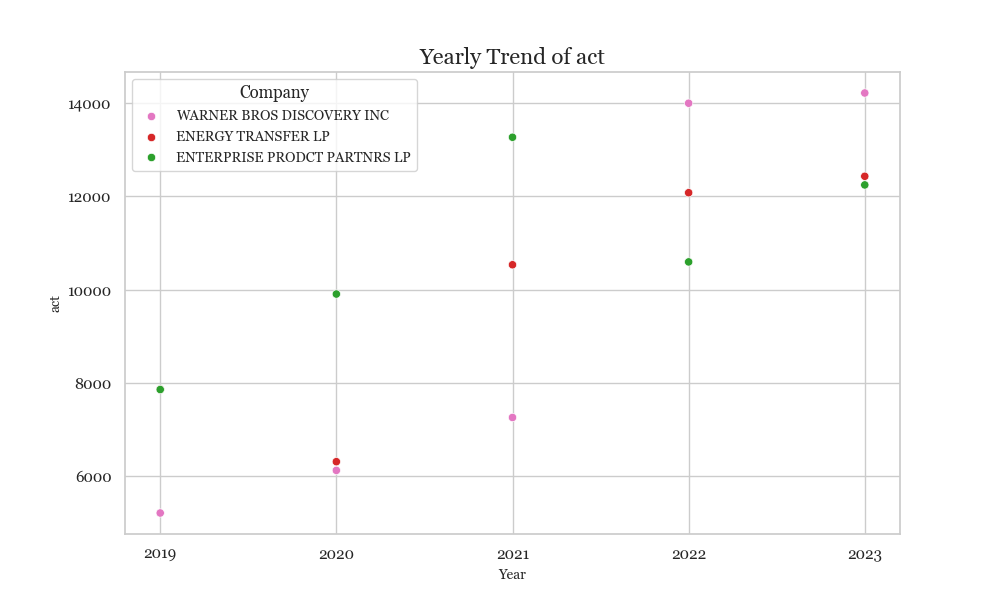 Yearly Trend of act
Company
WARNER BROS DISCOVERY INC
ENERGY TRANSFER LP
ENTERPRISE PRODCT PARTNRS LP
14000
12000
10000
8000
6000
act
2019 2020 2021 2022 2023
Year